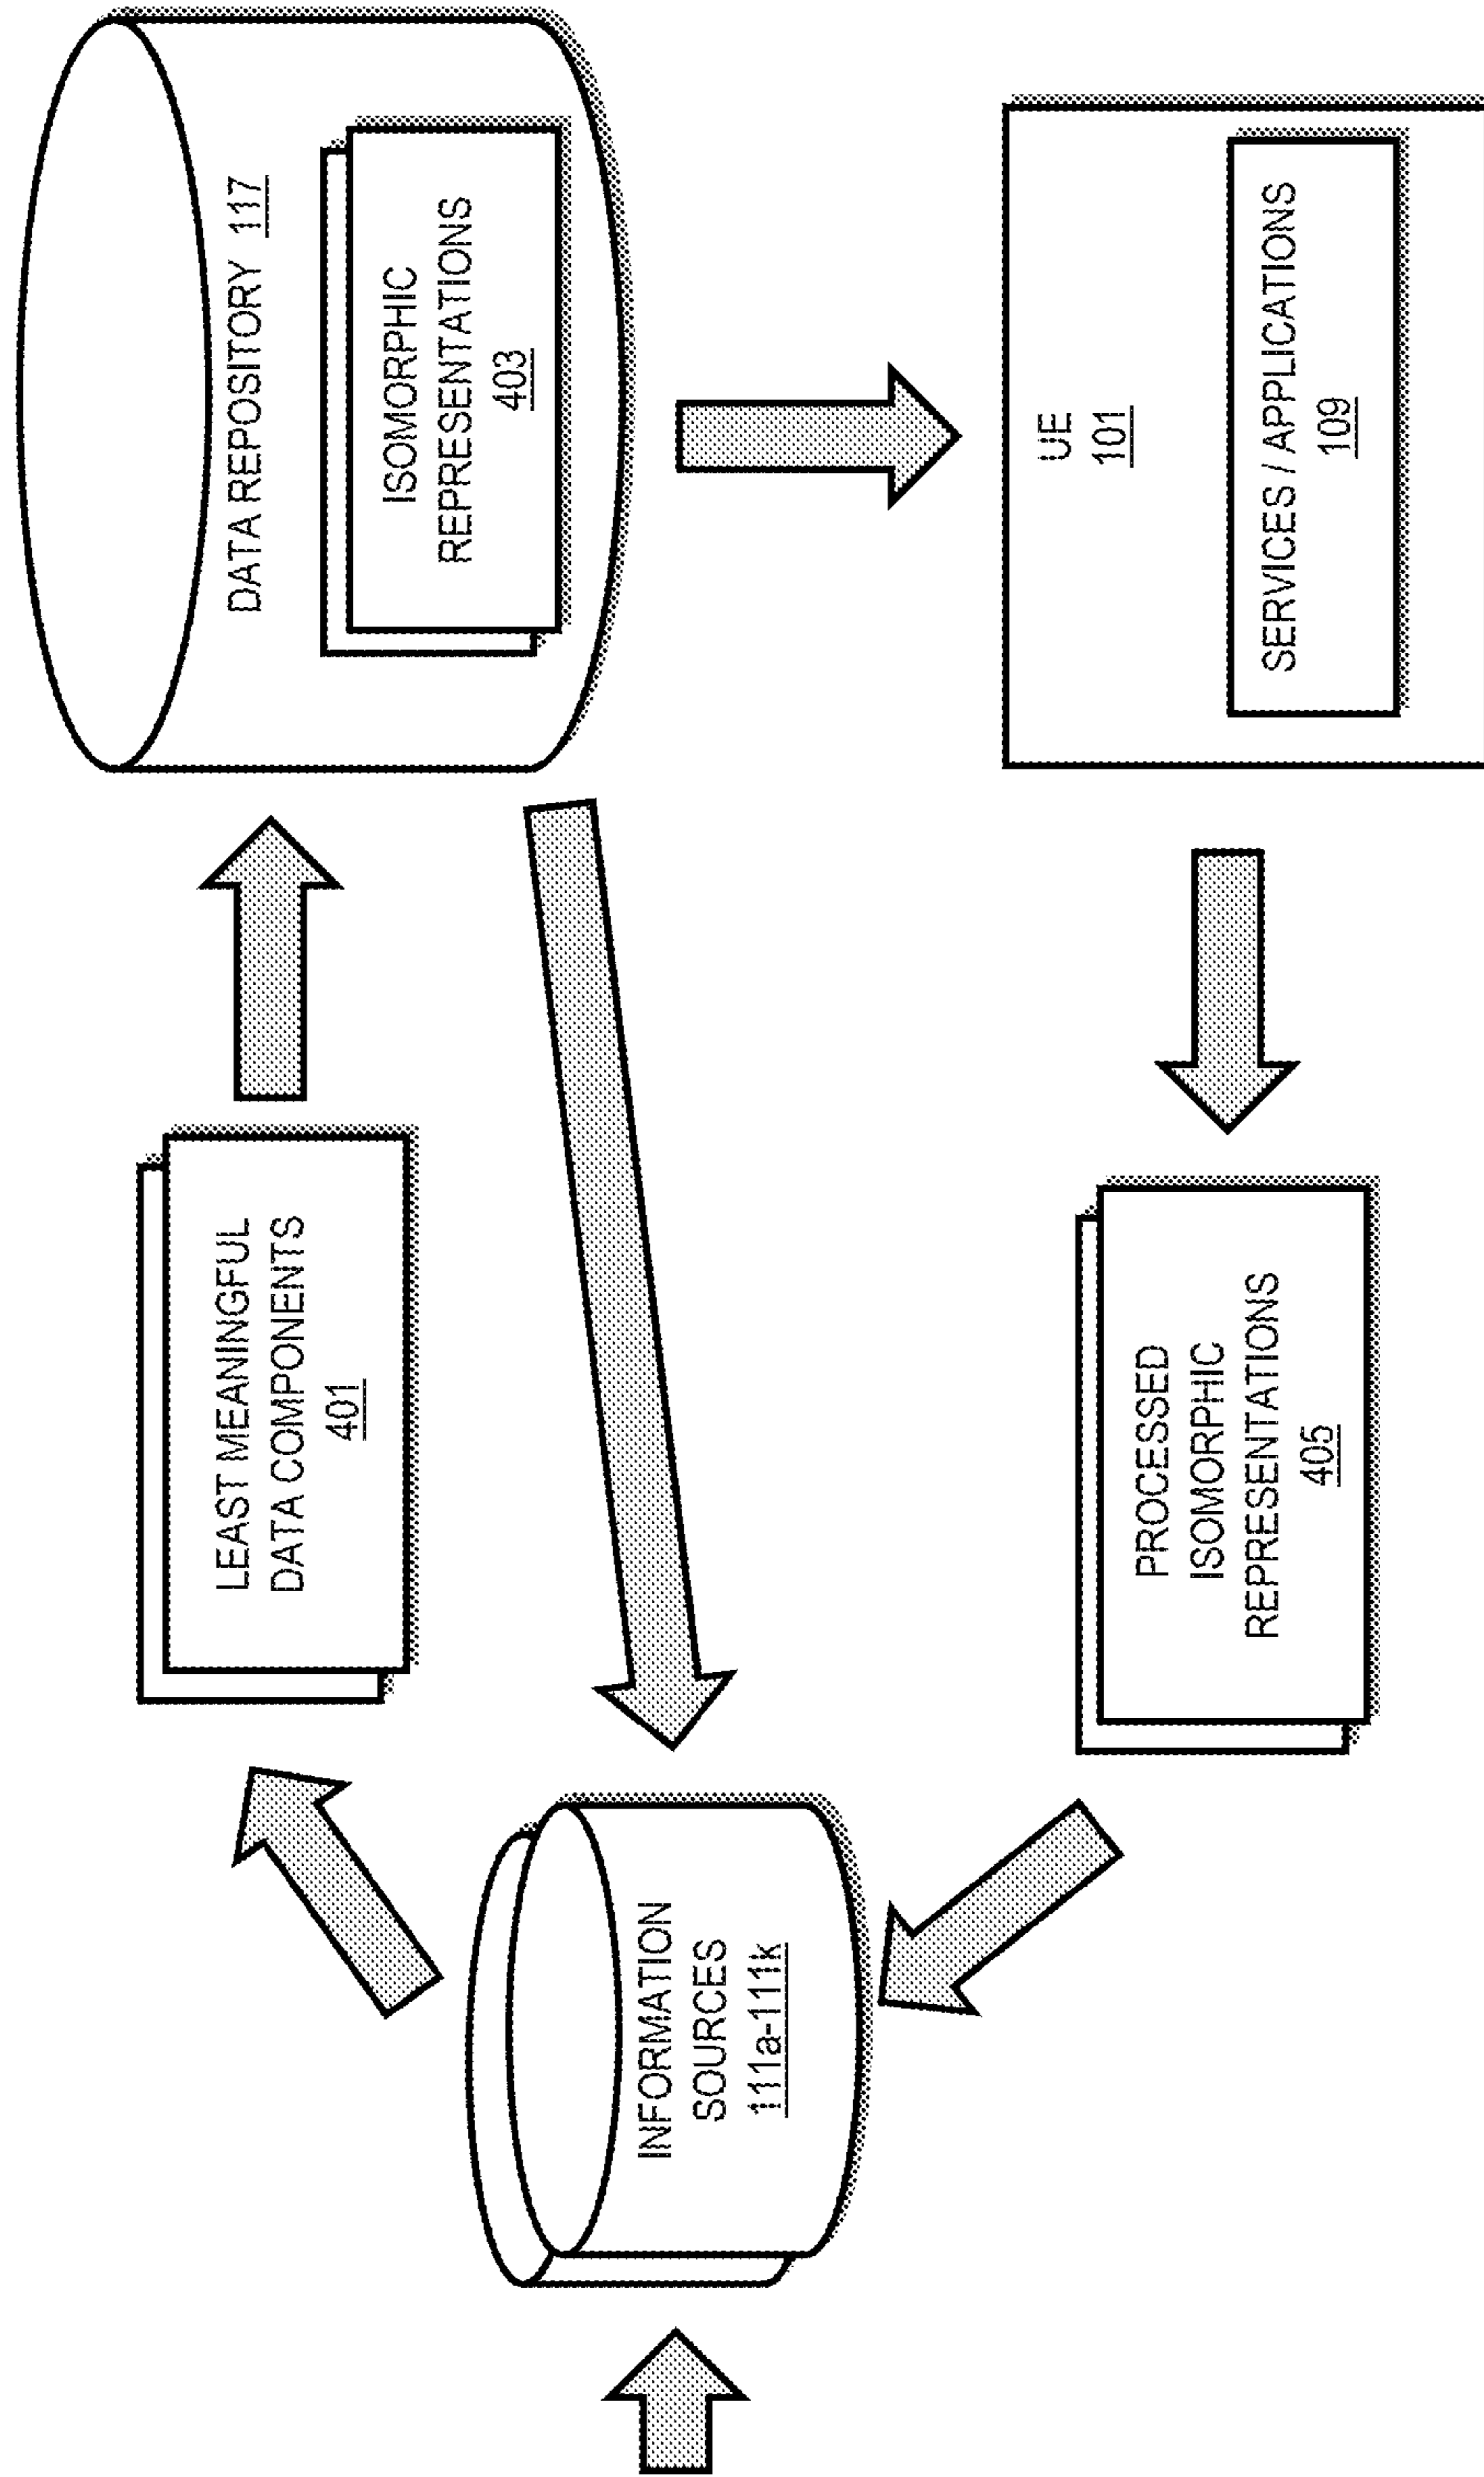 LEAST MEANINGFUL
DATA COMPONENTS
401
DATA REPOSITORY 117
ISOMORPHIC
REPRESENTATIONS
403
INFORMATION
SOURCES
111a-111k
PROCESSED
ISOMORPHIC
REPRESENTATIONS
405
UE
101
SERVICES / APPLICATIONS
109